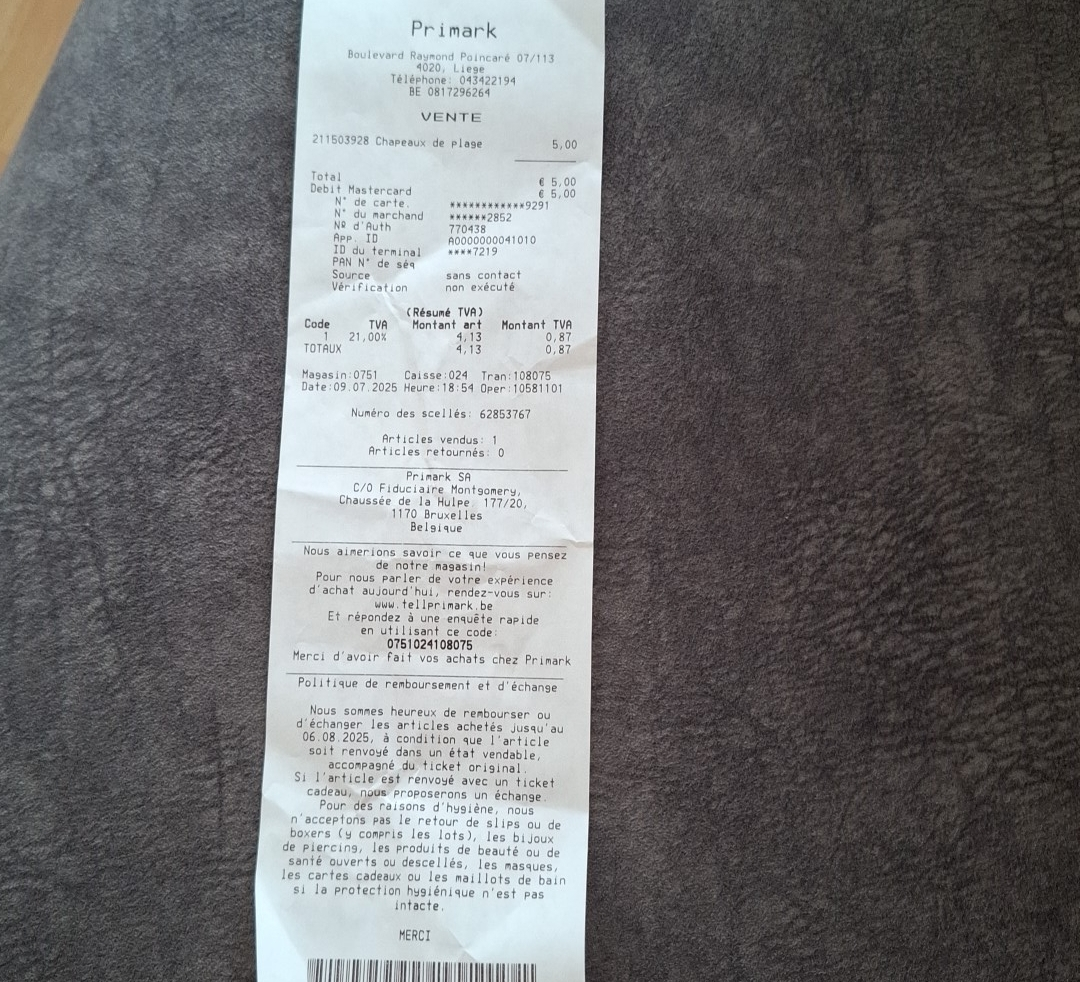 Primark
Boulevard Raymond Poincaré 07/113
4020, Liege
Téléphone: 043422194
BE 0817296264
VENTE
211503928 Chapeaux de plage 5,00
Total € 5,00
Debit Mastercard € 5,00
N° de carte. ************9291
N° du marchand ******2852
Nº d'Auth 770438
App. ID A0000000041010
ID du terminal ****7219
PAN N° de séq
Source sans contact
Vérification non exécuté
(Résumé TVA)
Code TVA Montant art Montant TVA
1 21,00% 4,13 0,87
TOTAUX 4,13 0,87
Magasin:0751 Caisse:024 Tran:108075
Date:09.07.2025 Heure:18:54 Oper:10581101
Numéro des scellés: 62853767
Articles vendus: 1
Articles retournés: 0
Primark SA
C/O Fiduciaire Montgomery,
Chaussée de la Hulpe, 177/20,
1170 Bruxelles
Belgique
Nous aimerions savoir ce que vous pensez
de notre magasin!
Pour nous parler de votre expérience
d'achat aujourd'hui, rendez-vous sur:
www.tellprimark.be
Et répondez à une enquête rapide
en utilisant ce code:
0751024108075
Merci d'avoir fait vos achats chez Primark
Politique de remboursement et d'échange
Nous sommes heureux de rembourser ou
d'échanger les articles achetés jusqu'au
06.08.2025, à condition que l'article
soit renvoyé dans un état vendable,
accompagné du ticket original.
Si l'article est renvoyé avec un ticket
cadeau, nous proposerons un échange.
Pour des raisons d'hygiène, nous
n'acceptons pas le retour de slips ou de
boxers (y compris les lots), les bijoux
de piercing, les produits de beauté ou de
santé ouverts ou descellés, les masques,
les cartes cadeaux ou les maillots de bain
si la protection hygiénique n'est pas
intacte.
MERCI